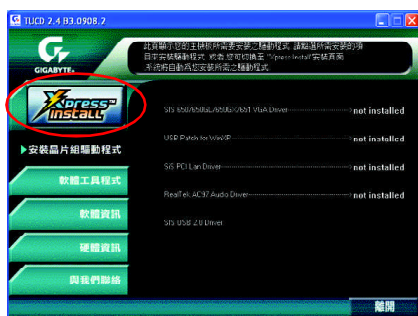 TUCD 2.4 B3.0908.2
GIGABYTE
此頁顯示您的主機板所需要安裝之驅動程式 請點選所需安裝的項
目來安裝驅動程式 或者 您可切換至 "Xpress Install" 安裝頁面
系統將自動為您安裝所需之驅動程式
Xpress™
install
SIS 650/650GL/650GX/651 VGA Driver not installed
USB Patch for WinXP not installed
安裝晶片組驅動程式
SiS PCI Lan Driver not installed
軟體工具程式
RealTek AC97 Audio Driver not installed
軟體資訊
SIS USB 2.0 Driver
硬體資訊
與我們聯絡
離開